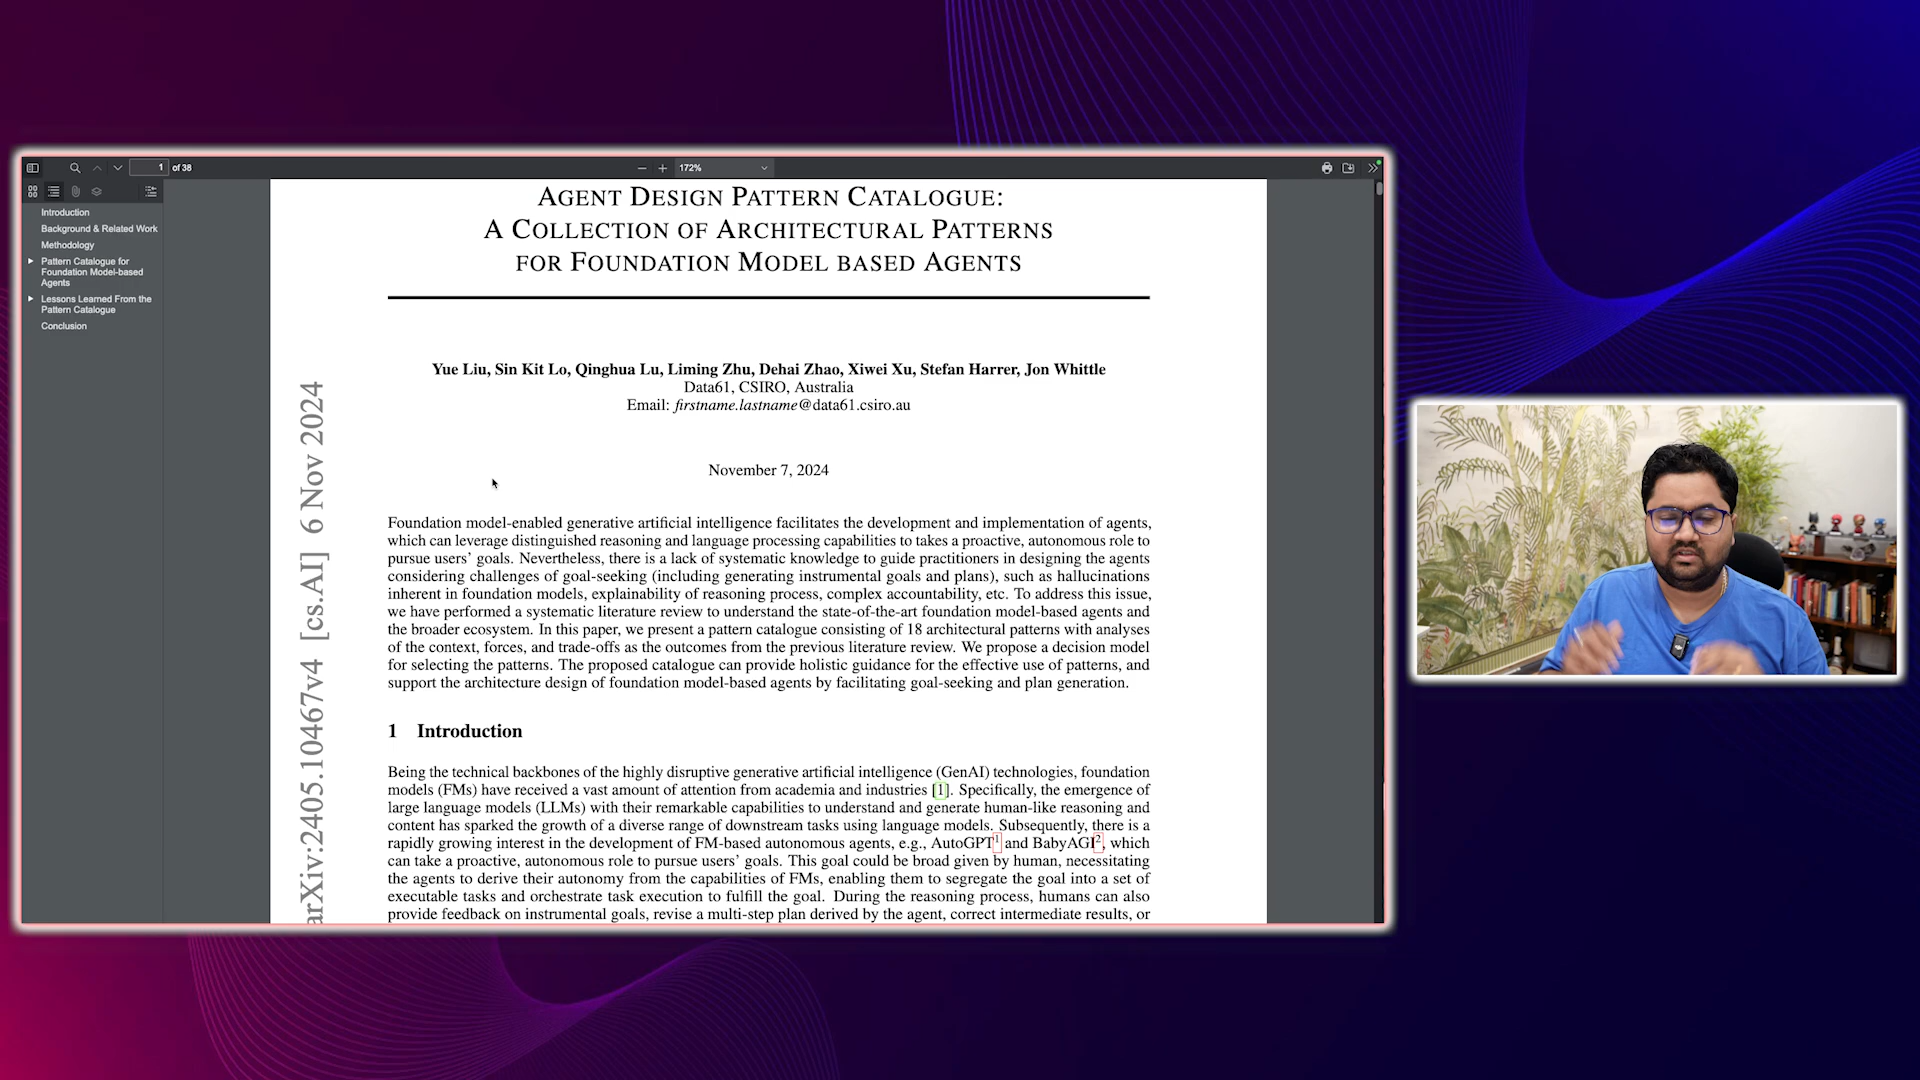 1 of 38
172%
Introduction
Background & Related Work
Methodology
Pattern Catalogue for
Foundation Model-based
Agents
Lessons Learned From the
Pattern Catalogue
Conclusion
AGENT DESIGN PATTERN CATALOGUE:
A COLLECTION OF ARCHITECTURAL PATTERNS
FOR FOUNDATION MODEL BASED AGENTS
Yue Liu, Sin Kit Lo, Qinghua Lu, Liming Zhu, Dehai Zhao, Xiwei Xu, Stefan Harrer, Jon Whittle
Data61, CSIRO, Australia
Email: firstname.lastname@data61.csiro.au
November 7, 2024
arXiv:2405.10467v4 [cs.AI] 6 Nov 2024
Foundation model-enabled generative artificial intelligence facilitates the development and implementation of agents,
which can leverage distinguished reasoning and language processing capabilities to takes a proactive, autonomous role to
pursue users' goals. Nevertheless, there is a lack of systematic knowledge to guide practitioners in designing the agents
considering challenges of goal-seeking (including generating instrumental goals and plans), such as hallucinations
inherent in foundation models, explainability of reasoning process, complex accountability, etc. To address this issue,
we have performed a systematic literature review to understand the state-of-the-art foundation model-based agents and
the broader ecosystem. In this paper, we present a pattern catalogue consisting of 18 architectural patterns with analyses
of the context, forces, and trade-offs as the outcomes from the previous literature review. We propose a decision model
for selecting the patterns. The proposed catalogue can provide holistic guidance for the effective use of patterns, and
support the architecture design of foundation model-based agents by facilitating goal-seeking and plan generation.
1 Introduction
Being the technical backbones of the highly disruptive generative artificial intelligence (GenAI) technologies, foundation
models (FMs) have received a vast amount of attention from academia and industries [1]. Specifically, the emergence of
large language models (LLMs) with their remarkable capabilities to understand and generate human-like reasoning and
content has sparked the growth of a diverse range of downstream tasks using language models. Subsequently, there is a
rapidly growing interest in the development of FM-based autonomous agents, e.g., AutoGPT1 and BabyAGI2, which
can take a proactive, autonomous role to pursue users' goals. This goal could be broad given by human, necessitating
the agents to derive their autonomy from the capabilities of FMs, enabling them to segregate the goal into a set of
executable tasks and orchestrate task execution to fulfill the goal. During the reasoning process, humans can also
provide feedback on instrumental goals, revise a multi-step plan derived by the agent, correct intermediate results, or